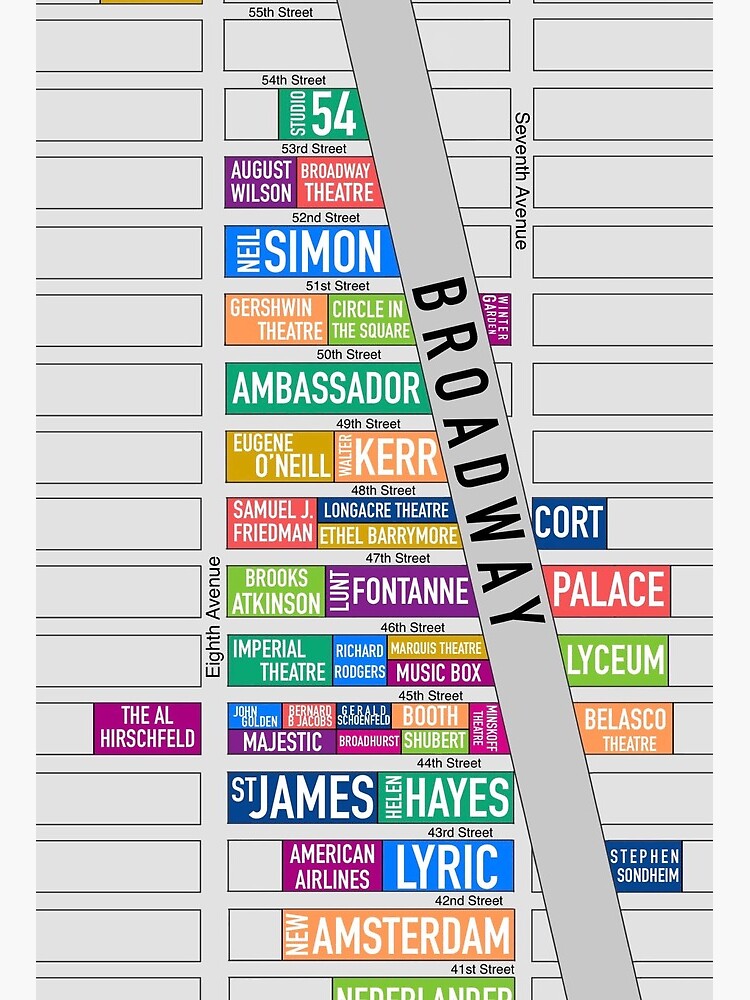 55th Street
54th Street
STUDIO 54
Seventh Avenue
53rd Street
AUGUST
WILSON
BROADWAY
THEATRE
52nd Street
NEIL SIMON
51st Street
GERSHWIN
THEATRE
CIRCLE IN
THE SQUARE
WINTER
GARDEN
BROADWAY
50th Street
AMBASSADOR
49th Street
EUGENE
O'NEILL
WALTER KERR
48th Street
SAMUEL J.
FRIEDMAN
LONGACRE THEATRE
ETHEL BARRYMORE
CORT
47th Street
Eighth Avenue
BROOKS
ATKINSON
LUNT FONTANNE
PALACE
46th Street
IMPERIAL
THEATRE
RICHARD
RODGERS
MARQUIS THEATRE
MUSIC BOX
LYCEUM
45th Street
THE AL
HIRSCHFELD
JOHN
GOLDEN
BERNARD
B JACOBS
GERALD
SCHOENFELD
BOOTH
MINSKOFF
THEATRE
MAJESTIC
BROADHURST
SHUBERT
BELASCO
THEATRE
44th Street
ST JAMES
HELEN HAYES
43rd Street
AMERICAN
AIRLINES
LYRIC
STEPHEN
SONDHEIM
42nd Street
NEW AMSTERDAM
41st Street
NEDERLANDER